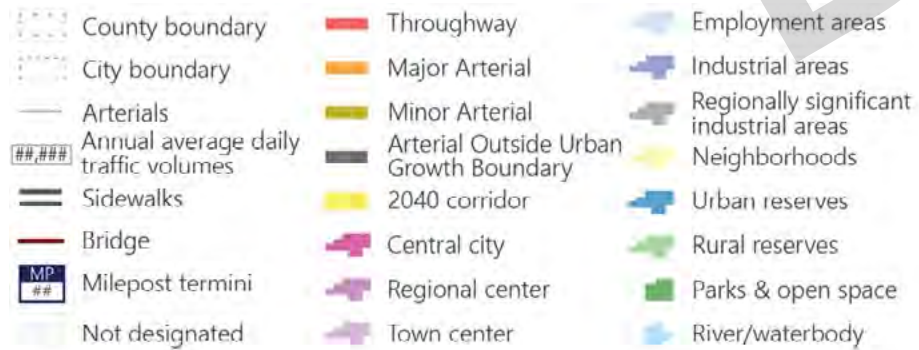 County boundary
City boundary
Arterials
##,### Annual average daily
traffic volumes
Sidewalks
Bridge
MP
##
Milepost termini
Not designated
Throughway
Major Arterial
Minor Arterial
Arterial Outside Urban
Growth Boundary
2040 corridor
Central city
Regional center
Town center
Employment areas
Industrial areas
Regionally significant
industrial areas
Neighborhoods
Urban reserves
Rural reserves
Parks & open space
River/waterbody